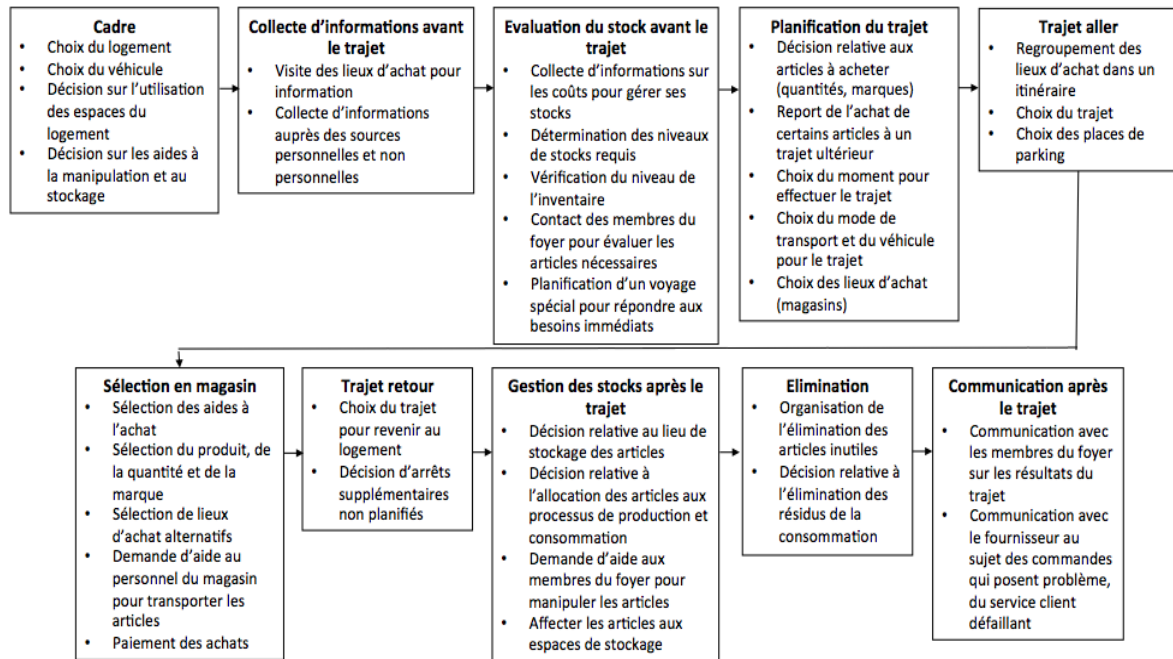 Cadre
• Choix du logement
• Choix du véhicule
• Décision sur l'utilisation
des espaces du
logement
• Décision sur les aides à
la manipulation et au
stockage
Collecte d'informations avant
le trajet
• Visite des lieux d'achat pour
information
• Collecte d'informations
auprès des sources
personnelles et non
personnelles
Evaluation du stock avant le
trajet
• Collecte d'informations sur
les coûts pour gérer ses
stocks
• Détermination des niveaux
de stocks requis
• Vérification du niveau de
l'inventaire
• Contact des membres du
foyer pour évaluer les
articles nécessaires
• Planification d'un voyage
spécial pour répondre aux
besoins immédiats
Planification du trajet
• Décision relative aux
articles à acheter
(quantités, marques)
• Report de l'achat de
certains articles à un
trajet ultérieur
• Choix du moment pour
effectuer le trajet
• Choix du mode de
transport et du véhicule
pour le trajet
• Choix des lieux d'achat
(magasins)
Trajet aller
• Regroupement des
lieux d'achat dans un
itinéraire
• Choix du trajet
• Choix des places de
parking
Sélection en magasin
• Sélection des aides à
l'achat
• Sélection du produit, de
la quantité et de la
marque
• Sélection de lieux
d'achat alternatifs
• Demande d'aide au
personnel du magasin
pour transporter les
articles
• Paiement des achats
Trajet retour
• Choix du trajet
pour revenir au
logement
• Décision d'arrêts
supplémentaires
non planifiés
Gestion des stocks après le
trajet
• Décision relative au lieu de
stockage des articles
• Décision relative à
l'allocation des articles aux
processus de production et
consommation
• Demande d'aide aux
membres du foyer pour
manipuler les articles
• Affecter les articles aux
espaces de stockage
Elimination
• Organisation de
l'élimination des
articles inutiles
• Décision relative à
l'élimination des
résidus de la
consommation
Communication après
le trajet
• Communication avec
les membres du foyer
sur les résultats du
trajet
• Communication avec
le fournisseur au
sujet des commandes
qui posent problème,
du service client
défaillant